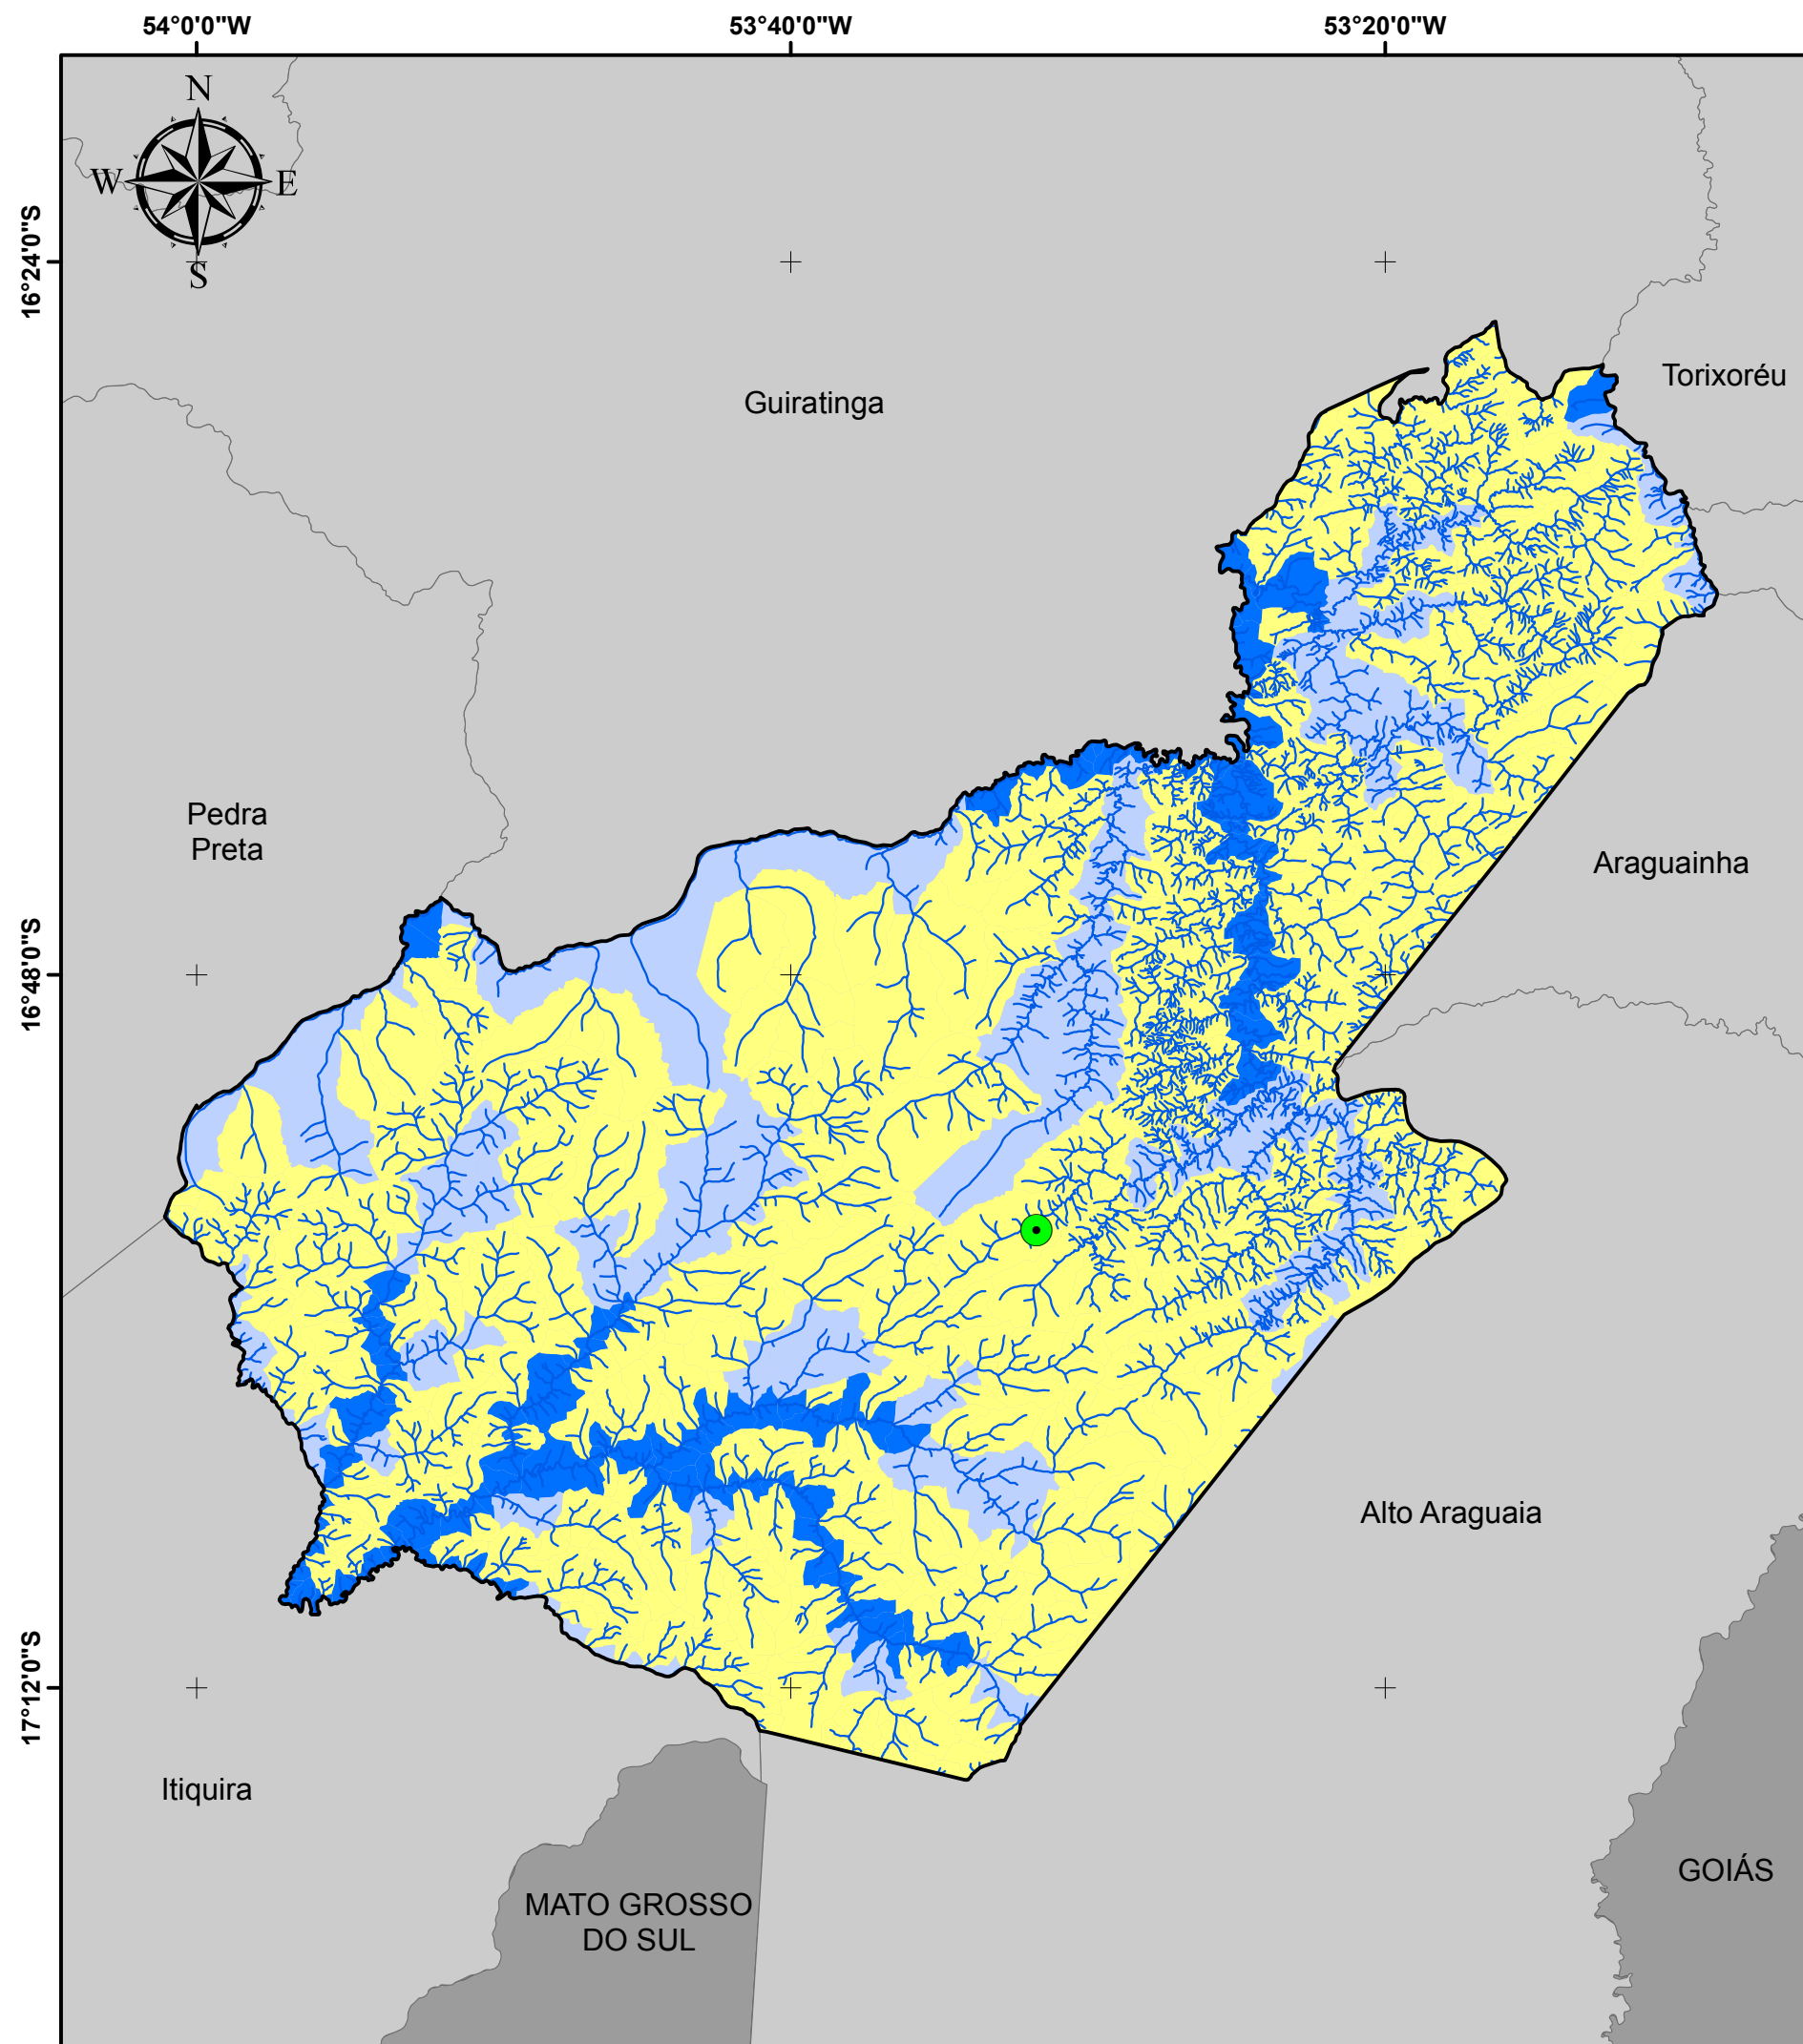 54°0'0"W
53°40'0"W
53°20'0"W
N
W
E
S
16°24'0"S
Torixoréu
Guiratinga
Pedra
Preta
Araguainha
16°48'0"S
Alto Araguaia
17°12'0"S
Itiquira
GOIÁS
MATO GROSSO
DO SUL